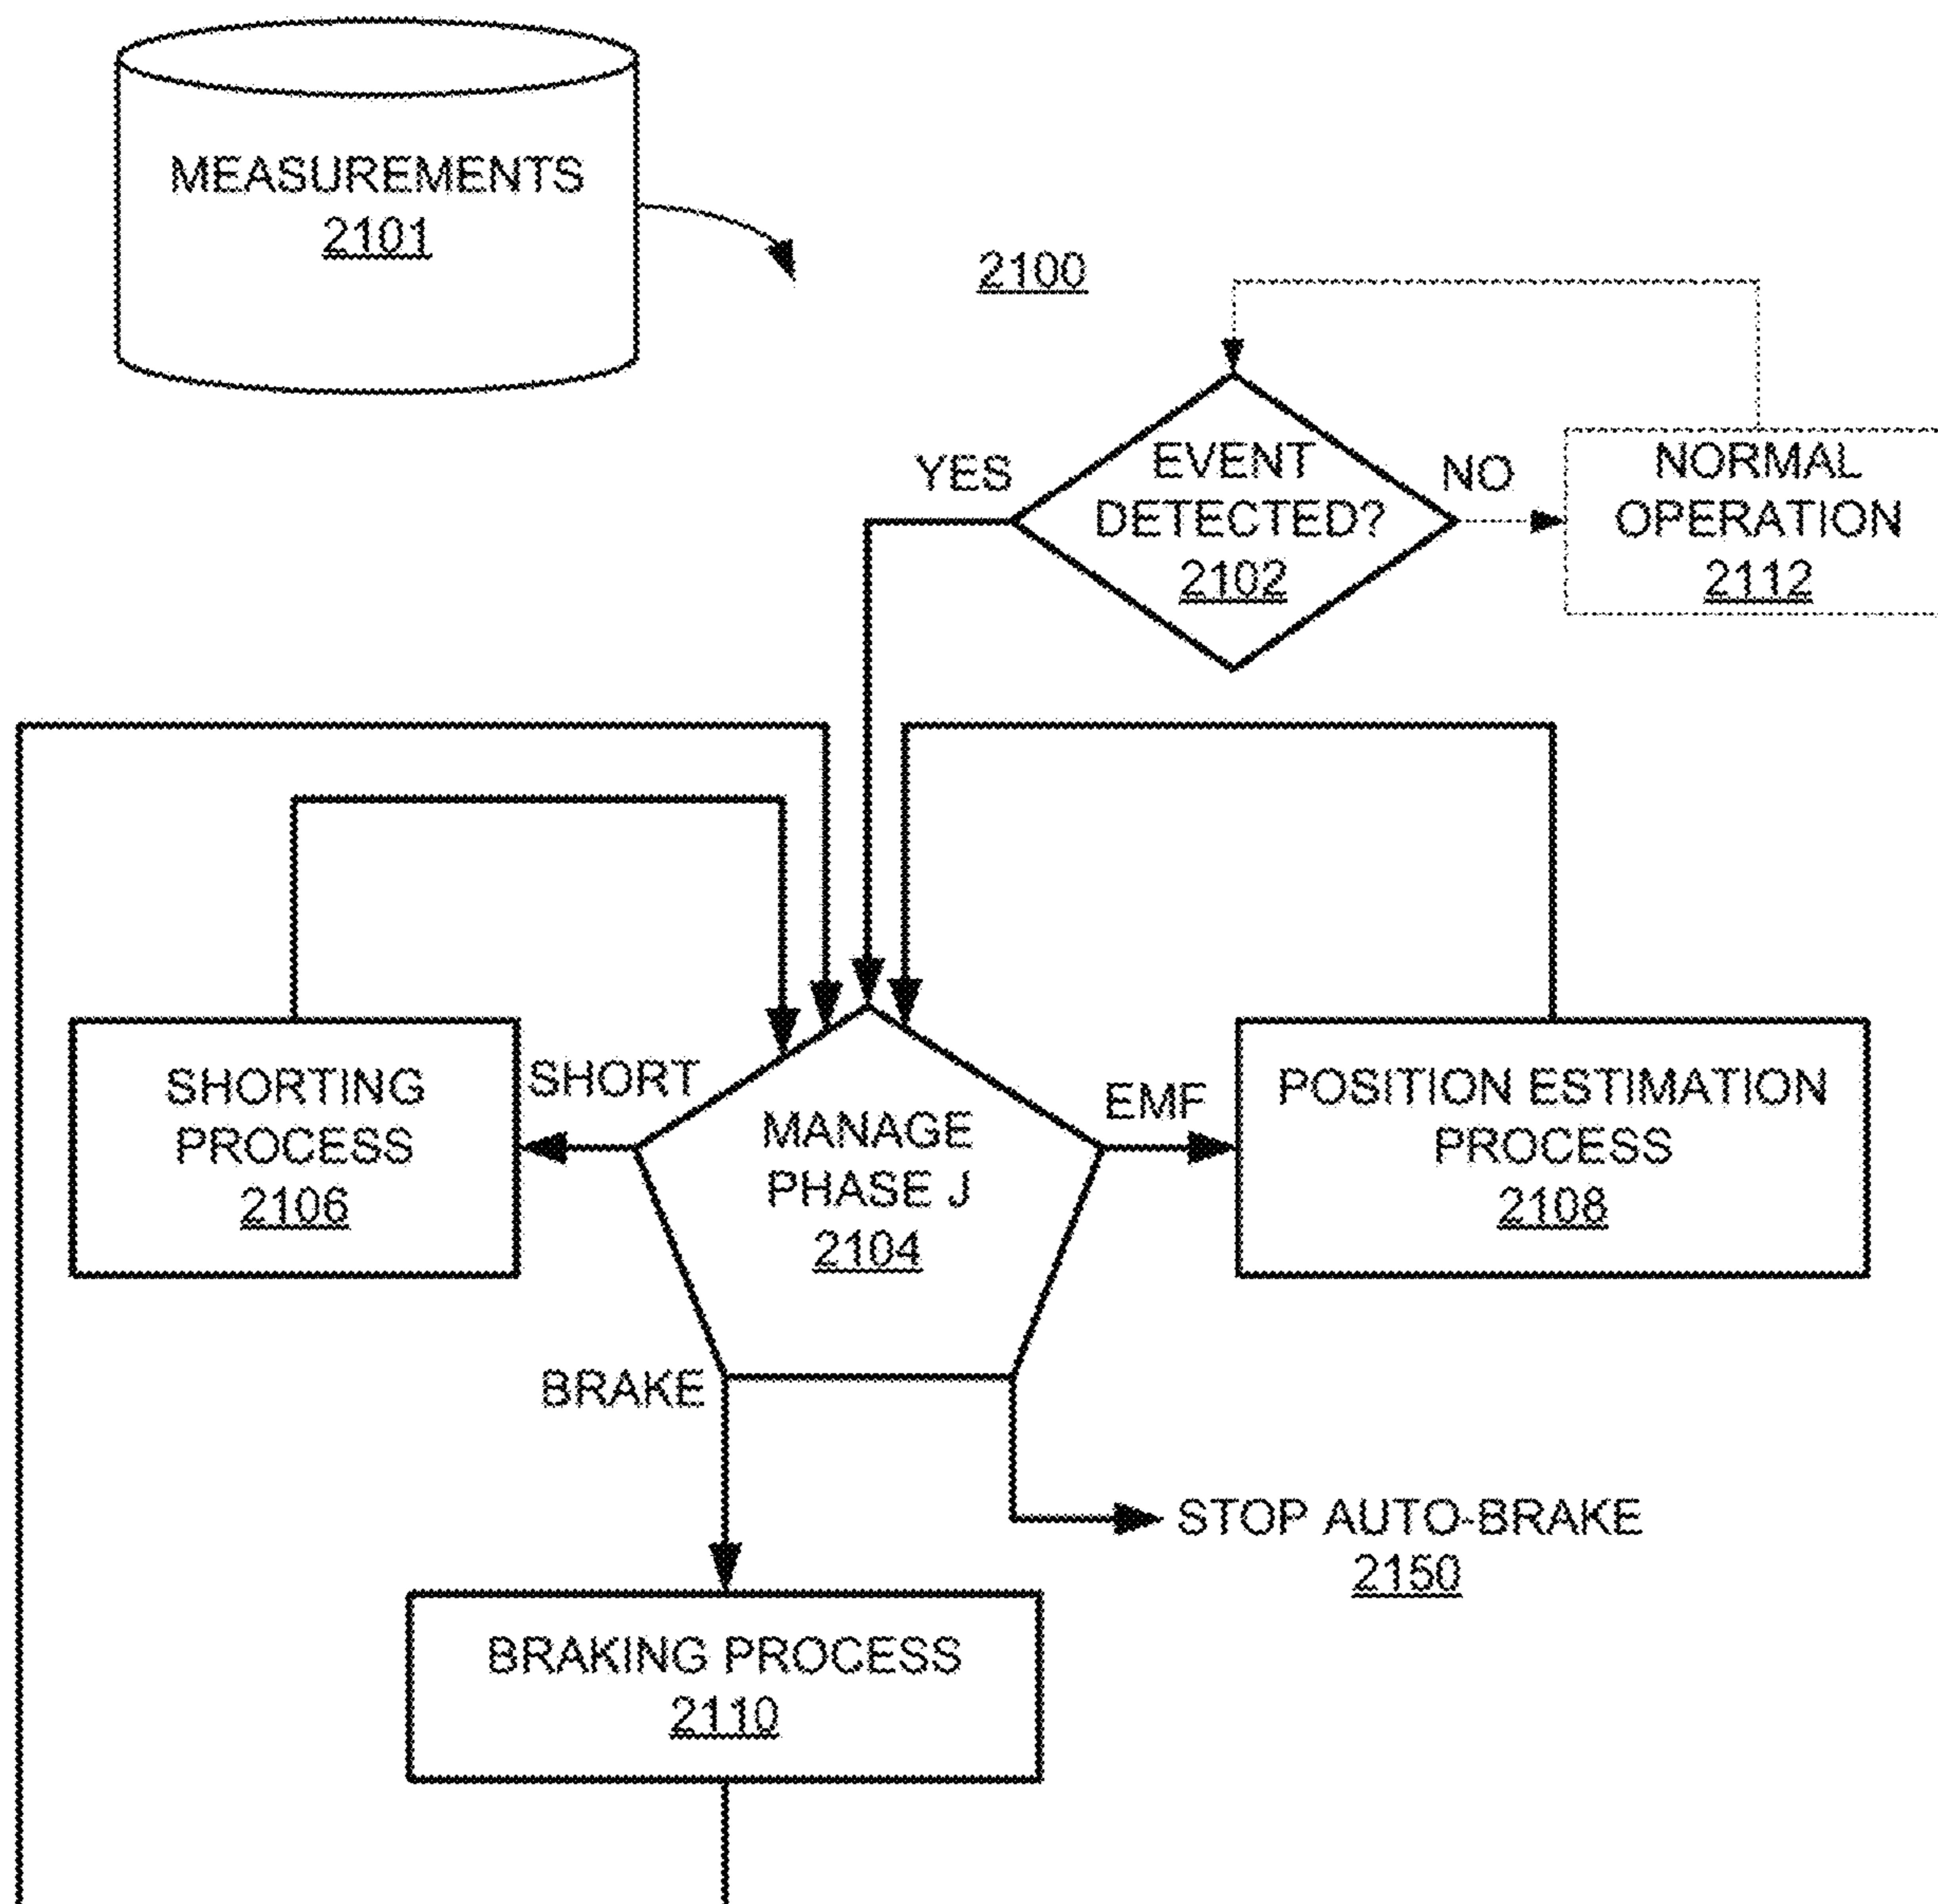 MEASUREMENTS
2101
2100
YES
EVENT
DETECTED?
2102
NO
NORMAL
OPERATION
2112
SHORTING
PROCESS
2106
SHORT
MANAGE
PHASE J
2104
EMF
POSITION ESTIMATION
PROCESS
2108
BRAKE
STOP AUTO-BRAKE
2150
BRAKING PROCESS
2110